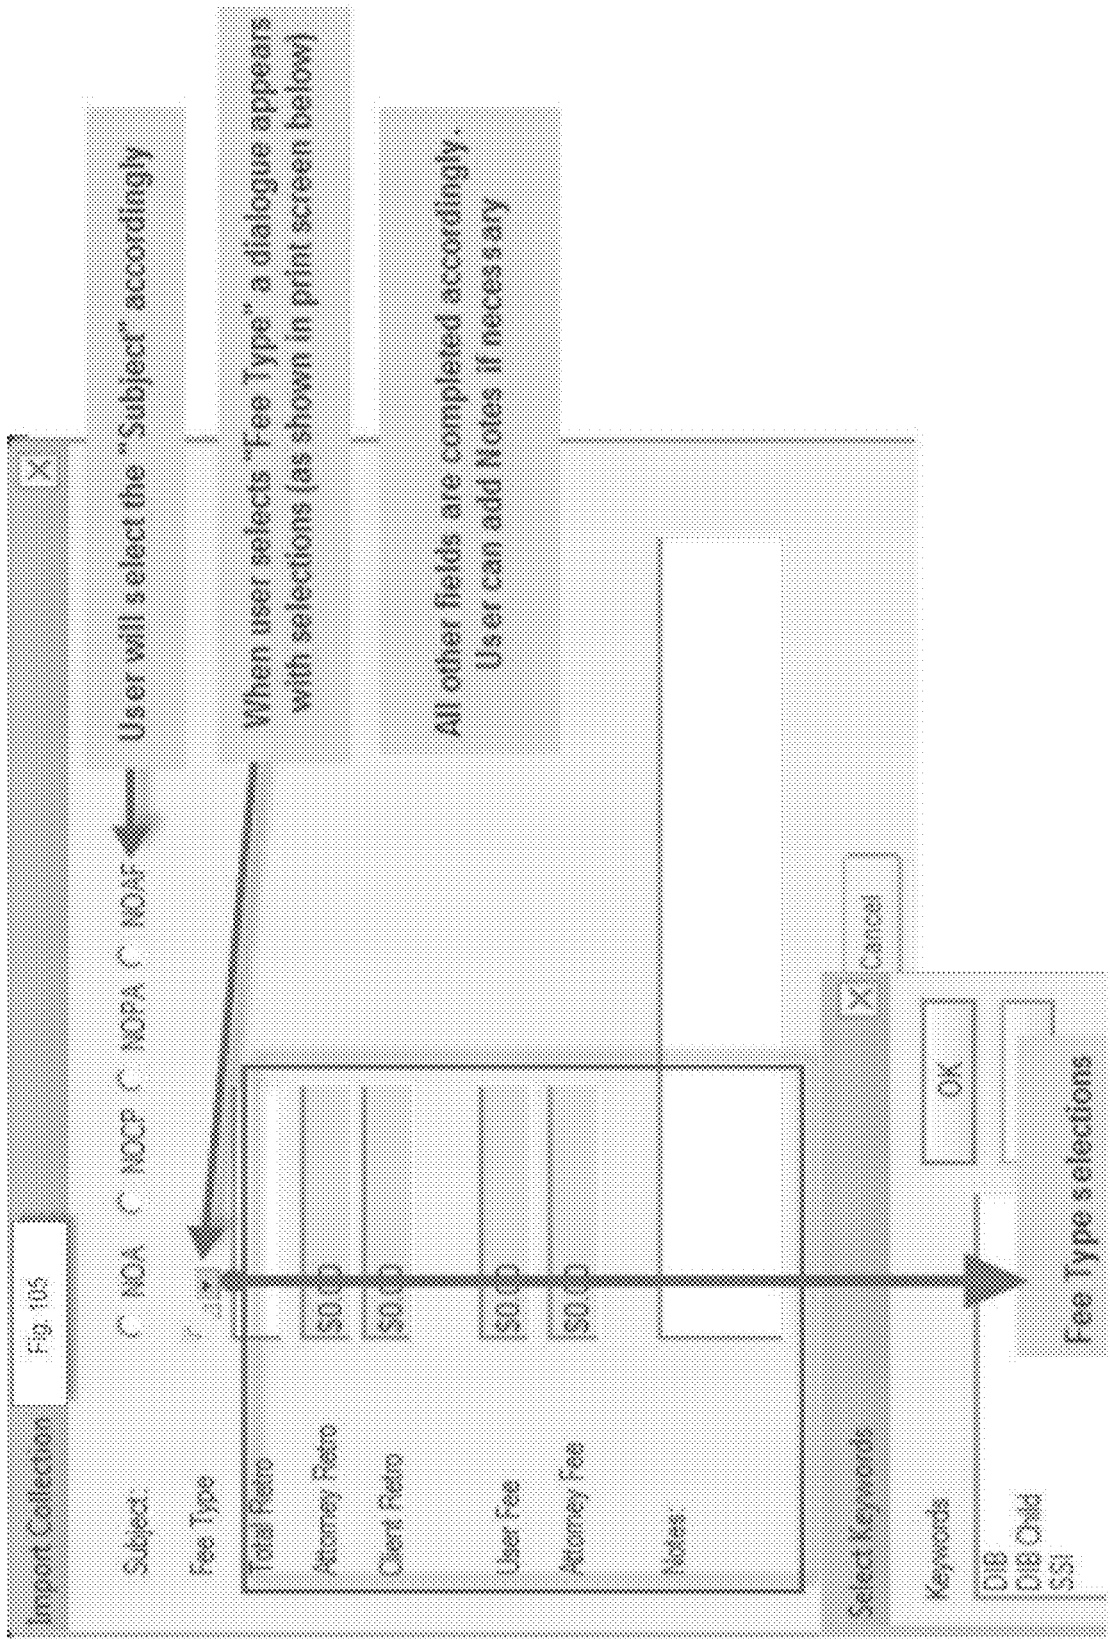 Import Collection
Fig. 105
X
Subject:
NOA
NOCP
NOPA
NOAF
User will select the "Subject" accordingly
Fee Type
When user selects "Fee Type" a dialogue appears
with selections (as shown in print screen below)
Total Retro
Attorney Retro
$0.00
Client Retro
$0.00
All other fields are completed accordingly.
User can add Notes if necessary
User Fee
$0.00
Attorney Fee
$0.00
Notes:
Cancel
Select Keywords
X
Keywords
OK
DIB
DIB Child
SSI
Fee Type selections